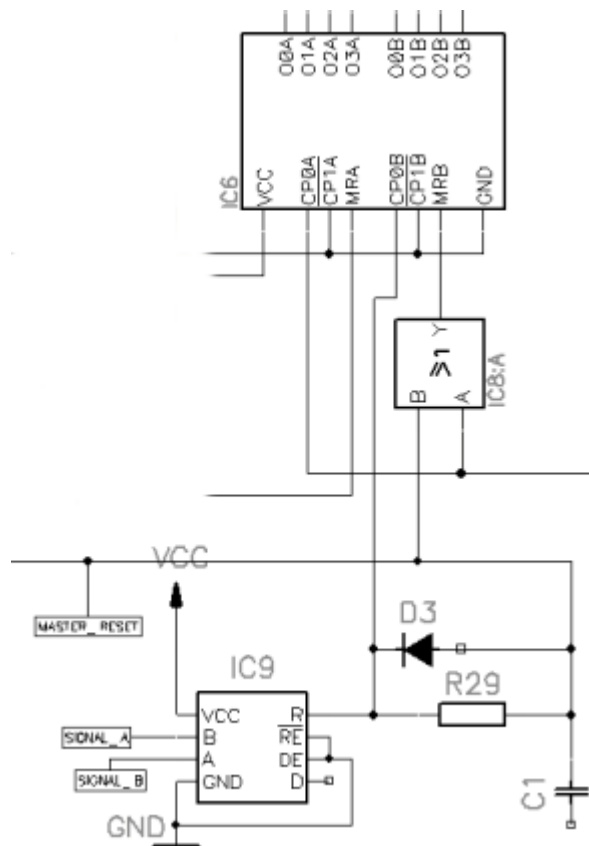 O0A O1A O2A O3A O0B O1B O2B O3B
IC6
VCC CP0A CP1A MRA CP0B CP1B MRB GND
Y
≥1
B A
IC8:A
VCC
MASTER_RESET
D3
IC9
R29
VCC R
SIGNAL_A
B RE
A DE
SIGNAL_B
GND D
C1
GND